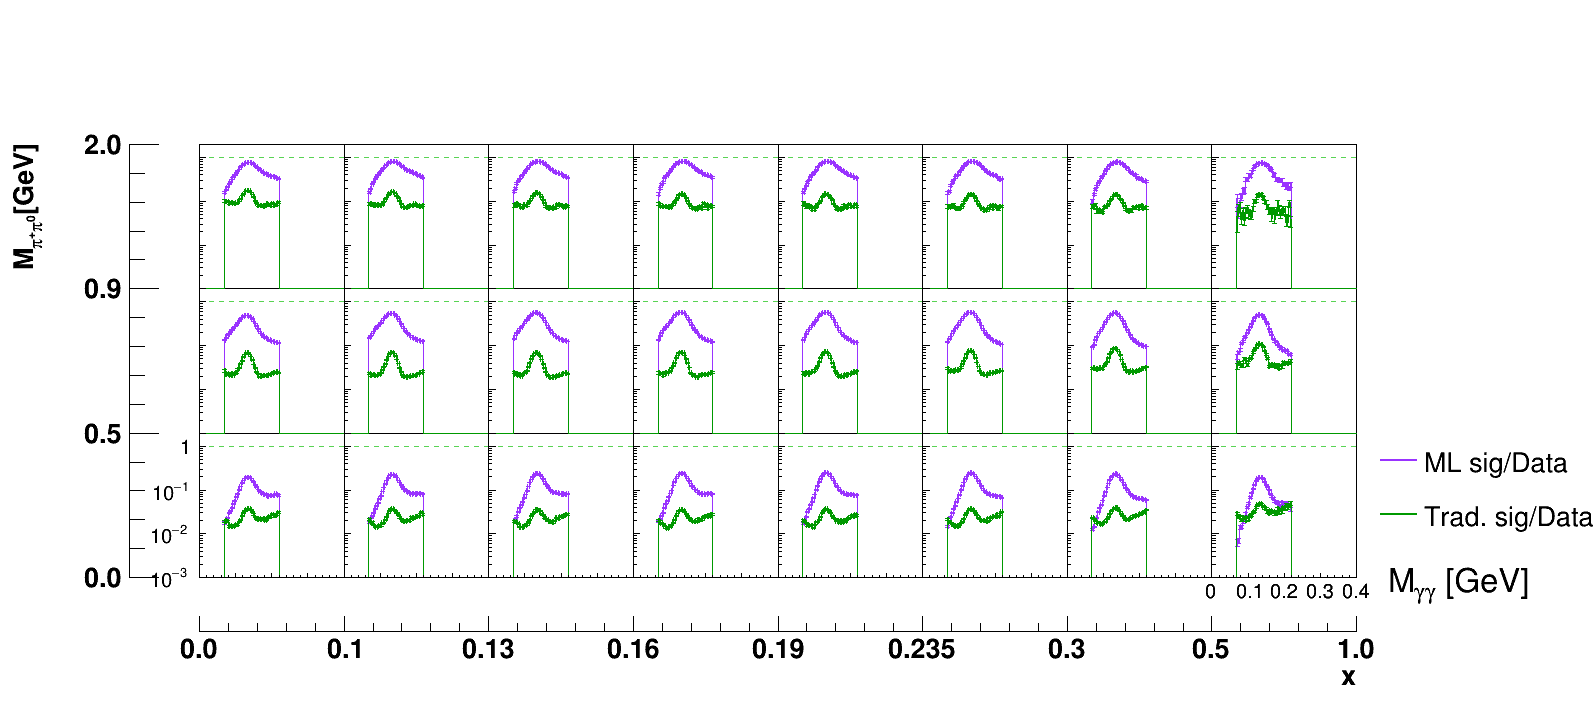 M_{π⁺π⁰}[GeV]
2.0
0.9
0.5
0.0
1
10⁻¹
10⁻²
10⁻³
ML sig/Data
Trad. sig/Data
0 0.1 0.2 0.3 0.4
M_{γγ} [GeV]
0.0 0.1 0.13 0.16 0.19 0.235 0.3 0.5 1.0
x